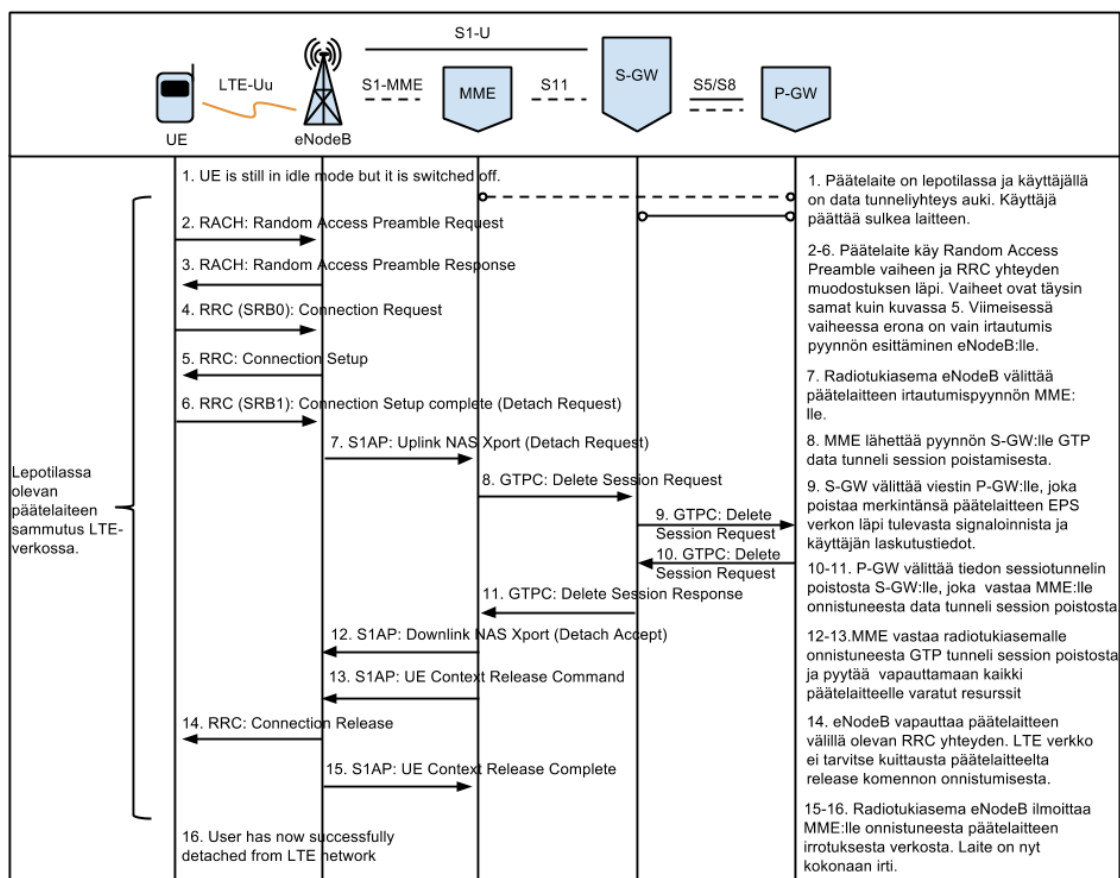 S1-U
LTE-Uu
S1-MME
MME
S11
S-GW
S5/S8
P-GW
UE
eNodeB
1. UE is still in idle mode but it is switched off.
2. RACH: Random Access Preamble Request
3. RACH: Random Access Preamble Response
4. RRC (SRB0): Connection Request
5. RRC: Connection Setup
6. RRC (SRB1): Connection Setup complete (Detach Request)
7. S1AP: Uplink NAS Xport (Detach Request)
8. GTPC: Delete Session Request
9. GTPC: Delete
Session Request
10. GTPC: Delete
Session Request
11. GTPC: Delete Session Response
12. S1AP: Downlink NAS Xport (Detach Accept)
13. S1AP: UE Context Release Command
14. RRC: Connection Release
15. S1AP: UE Context Release Complete
16. User has now successfully
detached from LTE network
Lepotilassa
olevan
päätelaiteen
sammutus LTE-
verkossa.
1. Päätelaite on lepotilassa ja käyttäjällä
on data tunneliyhteys auki. Käyttäjä
päättää sulkea laitteen.
2-6. Päätelaite käy Random Access
Preamble vaiheen ja RRC yhteyden
muodostuksen läpi. Vaiheet ovat täysin
samat kuin kuvassa 5. Viimeisessä
vaiheessa erona on vain irtautumis
pyynnön esittäminen eNodeB:lle.
7. Radiotukiasema eNodeB välittää
päätelaitteen irtautumispyynnön MME:
lle.
8. MME lähettää pyynnön S-GW:lle GTP
data tunneli session poistamisesta.
9. S-GW välittää viestin P-GW:lle, joka
poistaa merkintänsä päätelaitteen EPS
verkon läpi tulevasta signaloinnista ja
käyttäjän laskutustiedot.
10-11. P-GW välittää tiedon sessiotunnelin
poistosta S-GW:lle, joka vastaa MME:lle
onnistuneesta data tunneli session poistosta
12-13.MME vastaa radiotukiasemalle
onnistuneesta GTP tunneli session poistosta
ja pyytää vapauttamaan kaikki
päätelaitteelle varatut resurssit
14. eNodeB vapauttaa päätelaitteen
välillä olevan RRC yhteyden. LTE verkko
ei tarvitse kuittausta päätelaitteelta
release komennon onnistumisesta.
15-16. Radiotukiasema eNodeB ilmoittaa
MME:lle onnistuneesta päätelaitteen
irrotuksesta verkosta. Laite on nyt
kokonaan irti.